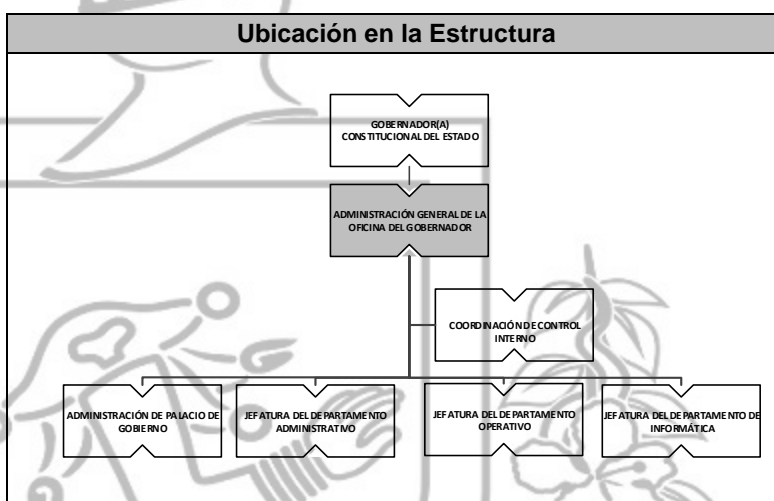 Ubicación en la Estructura
GOBERNADOR(A)
CONSTITUCIONAL DEL ESTADO
ADMINISTRACIÓN GENERAL DE LA
OFICINA DEL GOBERNADOR
COORDINACIÓN DE CONTROL
INTERNO
ADMINISTRACIÓN DE PALACIO DE
GOBIERNO
JEFATURA DEL DEPARTAMENTO
ADMINISTRATIVO
JEFATURA DEL DEPARTAMENTO
OPERATIVO
JEFATURA DEL DEPARTAMENTO DE
INFORMÁTICA